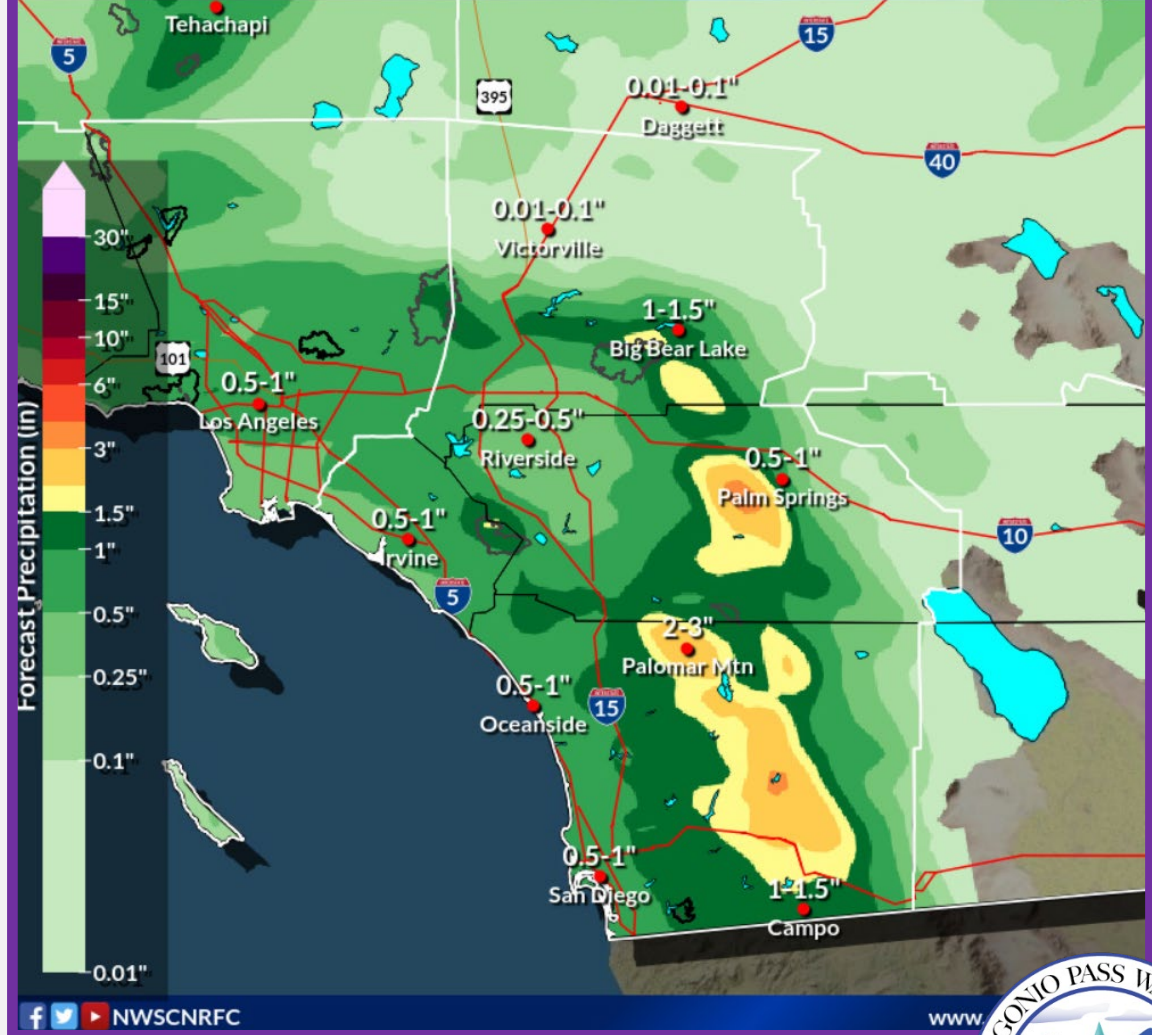 Tehachapi
5
15
395
0.01-0.1"
Daggett
40
0.01-0.1"
Victorville
30"
15"
10"
6"
3"
1.5"
1"
0.5"
0.25"
0.1"
0.01"
Forecast Precipitation (in)
1-1.5"
Big Bear Lake
101
0.5-1"
Los Angeles
0.25-0.5"
Riverside
0.5-1"
Palm Springs
0.5-1"
Irvine
10
5
2-3"
Palomar Mtn
0.5-1"
Oceanside
15
0.5-1"
San Diego
1-1.5"
Campo
NWSCNRFC
www.
GONIO PASS WA